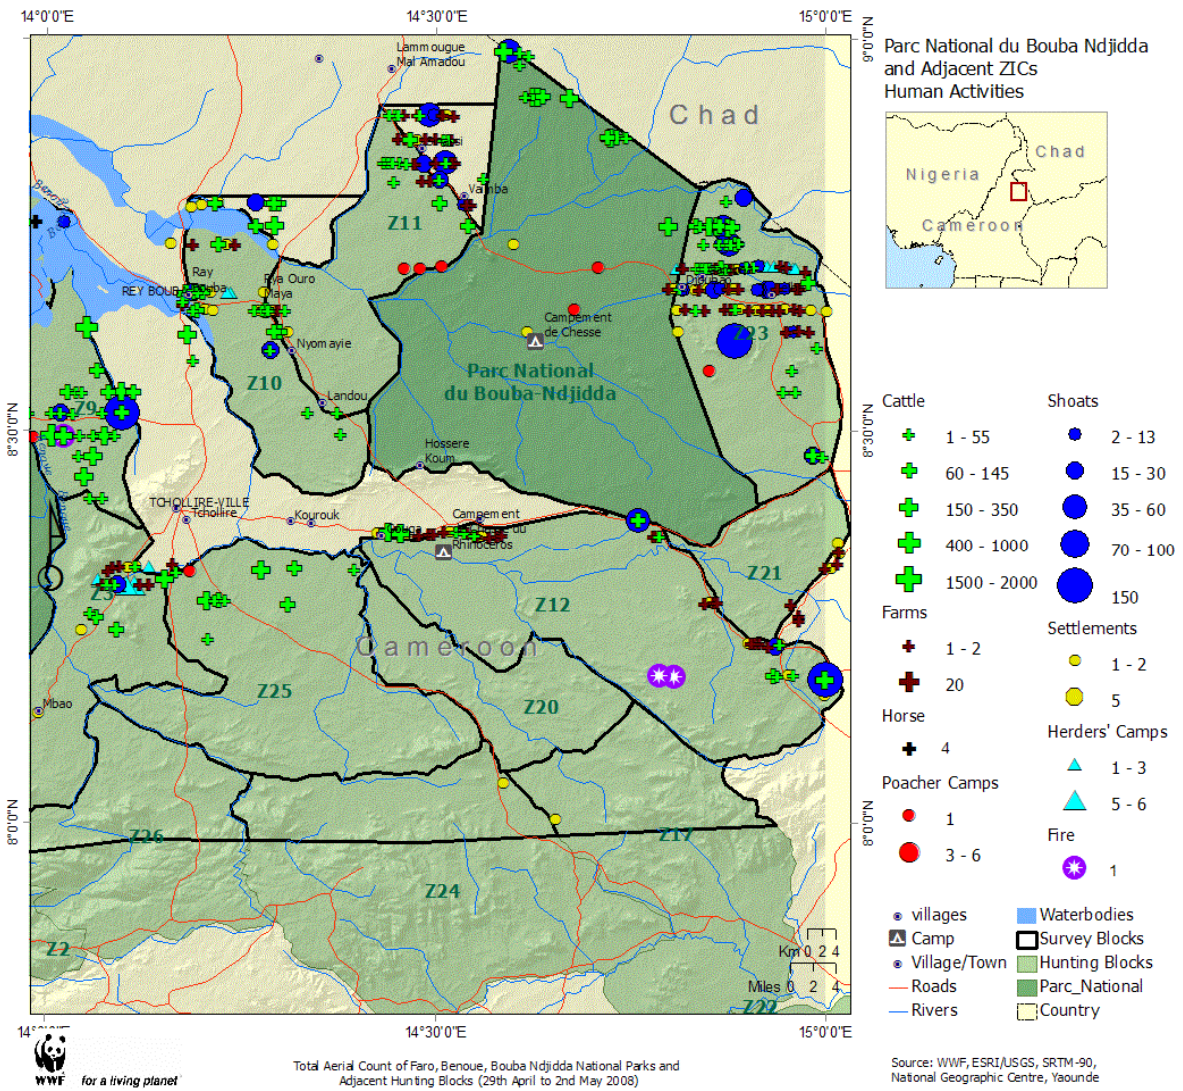 14°0'0"E
14°30'0"E
15°0'0"E
9°0'0"N
Parc National du Bouba Ndjidda
and Adjacent ZICs
Human Activities
Lammougue
Mal Amadou
Chad
Chad
Nigeria
Cameroon
Vaimba
Z11
Ray
Bouba
REY BOUBA
Rya Ouro
Maya
Nyomayie
Z10
Landou
Campement
de Chesse
Parc National
du Bouba-Ndjidda
Z23
Z9
8°30'0"N
8°30'0"N
Hossere
Koum
TCHOLLIRE-VILLE
Tchollire
Kourouk
Campement
Rhinoceros
Z3
Z12
Z21
Cameroon
Z25
Z20
Mbao
8°0'0"N
8°0'0"N
Z26
Z17
Z24
Z2
Z22
Km 0 2 4
Miles 0 2 4
Cattle
1 - 55
60 - 145
150 - 350
400 - 1000
1500 - 2000
Farms
1 - 2
20
Horse
4
Poacher Camps
1
3 - 6
Shoats
2 - 13
15 - 30
35 - 60
70 - 100
150
Settlements
1 - 2
5
Herders' Camps
1 - 3
5 - 6
Fire
1
villages
Camp
Village/Town
Roads
Rivers
Waterbodies
Survey Blocks
Hunting Blocks
Parc_National
Country
14°30'0"E
15°0'0"E
WWF
for a living planet
Total Aerial Count of Faro, Benoue, Bouba Ndjidda National Parks and
Adjacent Hunting Blocks (29th April to 2nd May 2008)
Source: WWF, ESRI/USGS, SRTM-90,
National Geographic Centre, Yaounde